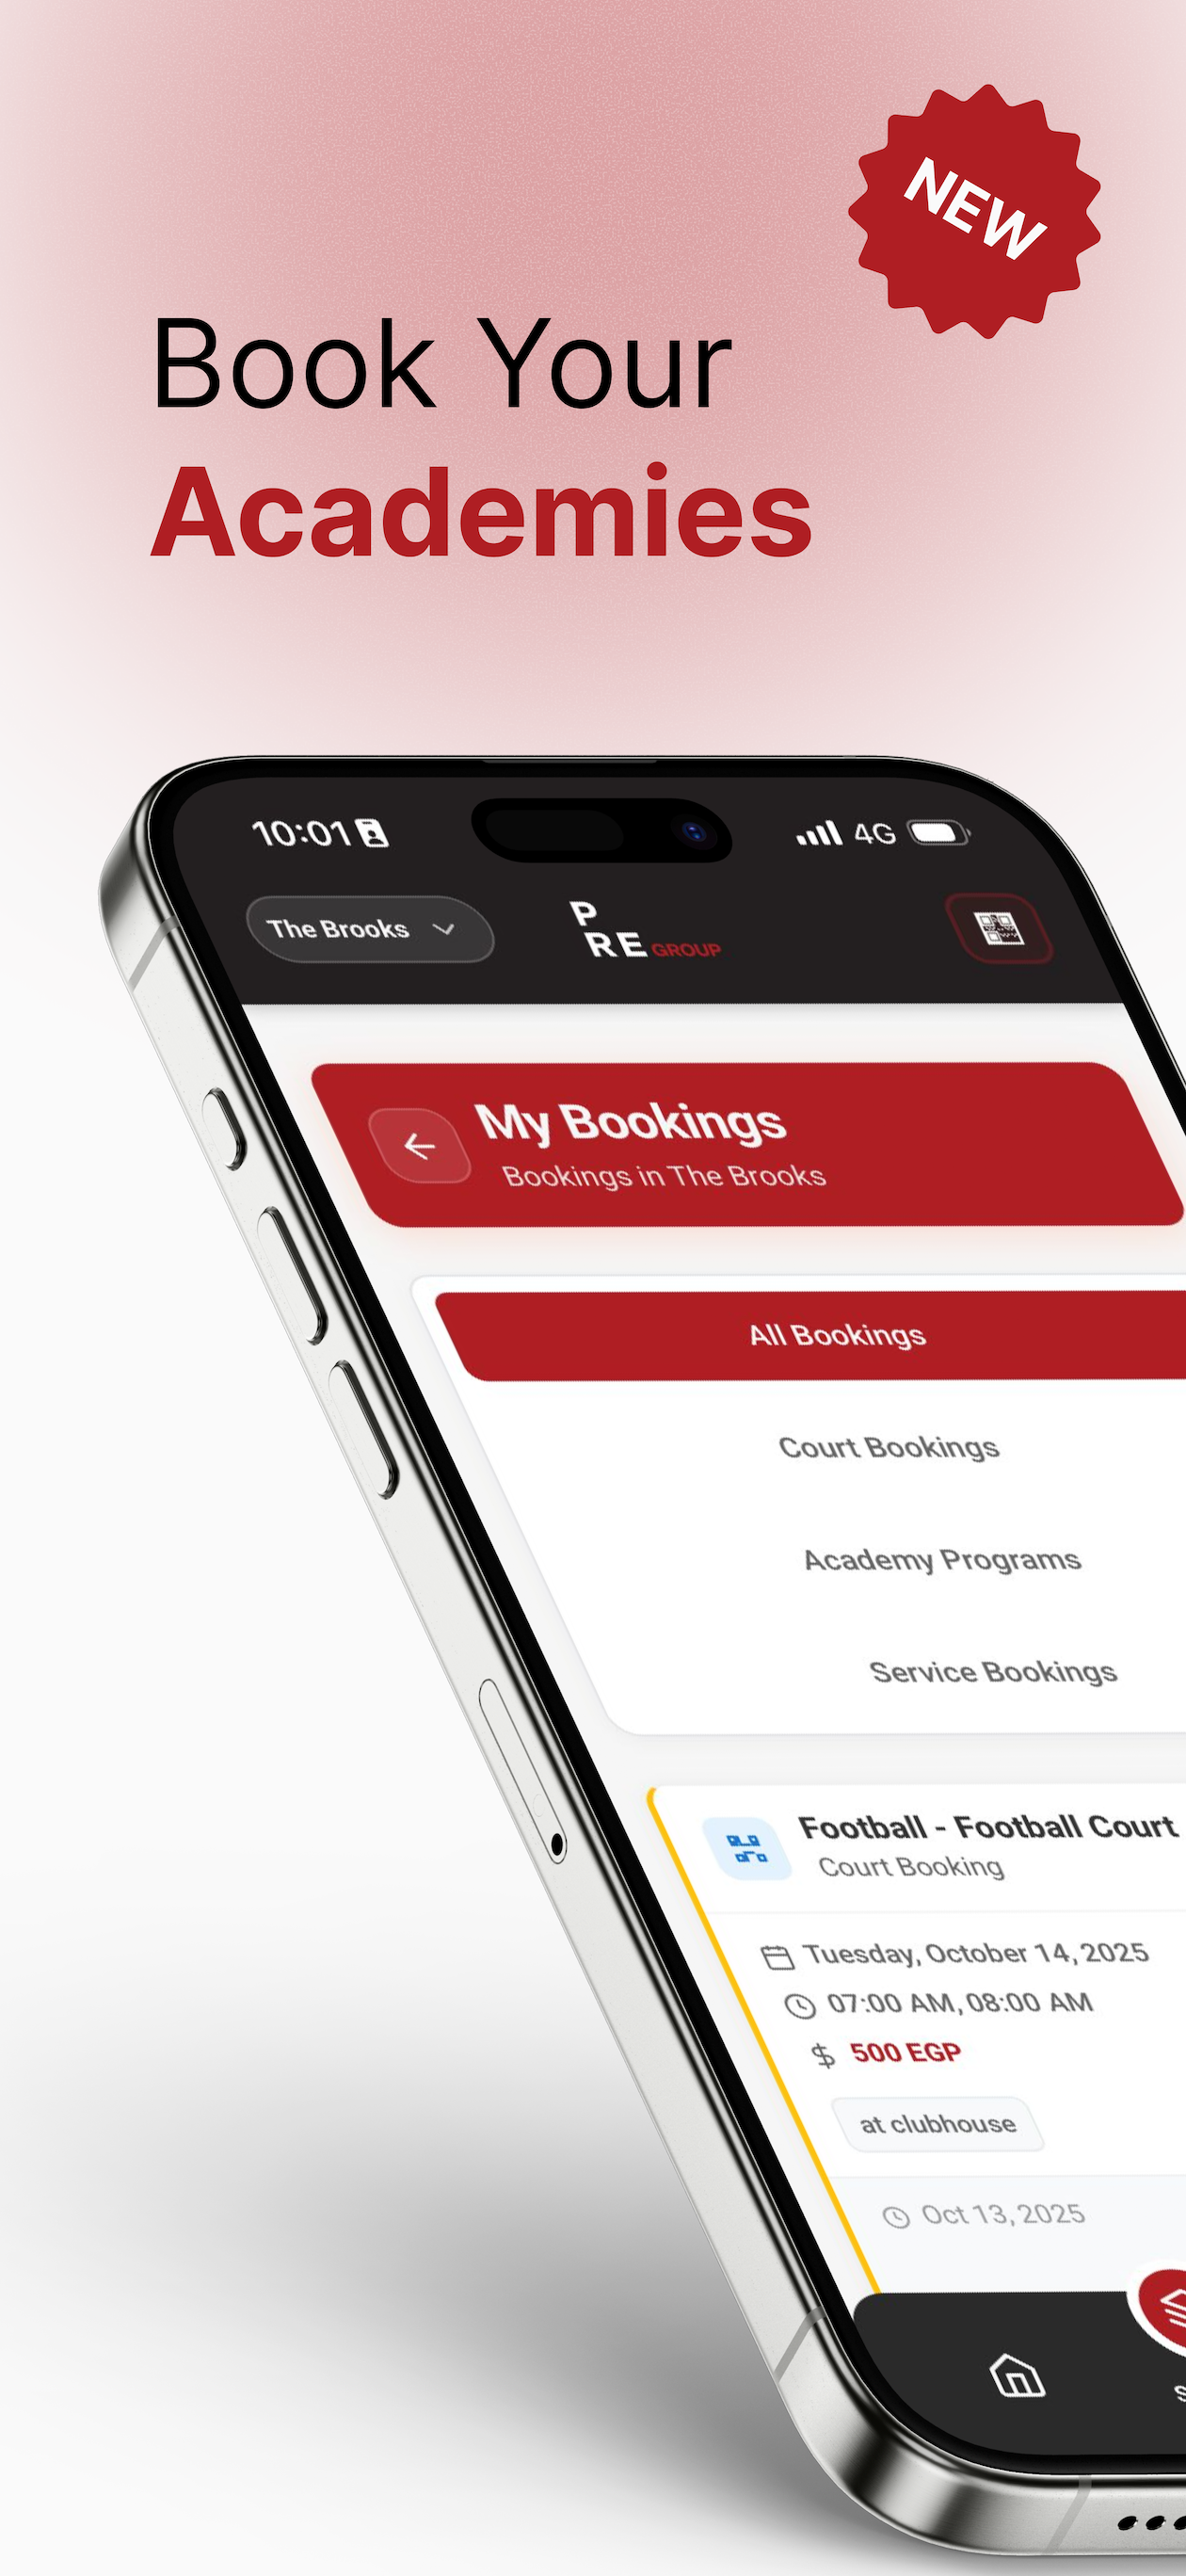 NEW
Book Your
Academies
10:01
4G
The Brooks
P
RE GROUP
My Bookings
Bookings in The Brooks
All Bookings
Court Bookings
Academy Programs
Service Bookings
Football - Football Court
Court Booking
Tuesday, October 14, 2025
07:00 AM, 08:00 AM
$ 500 EGP
at clubhouse
Oct 13, 2025